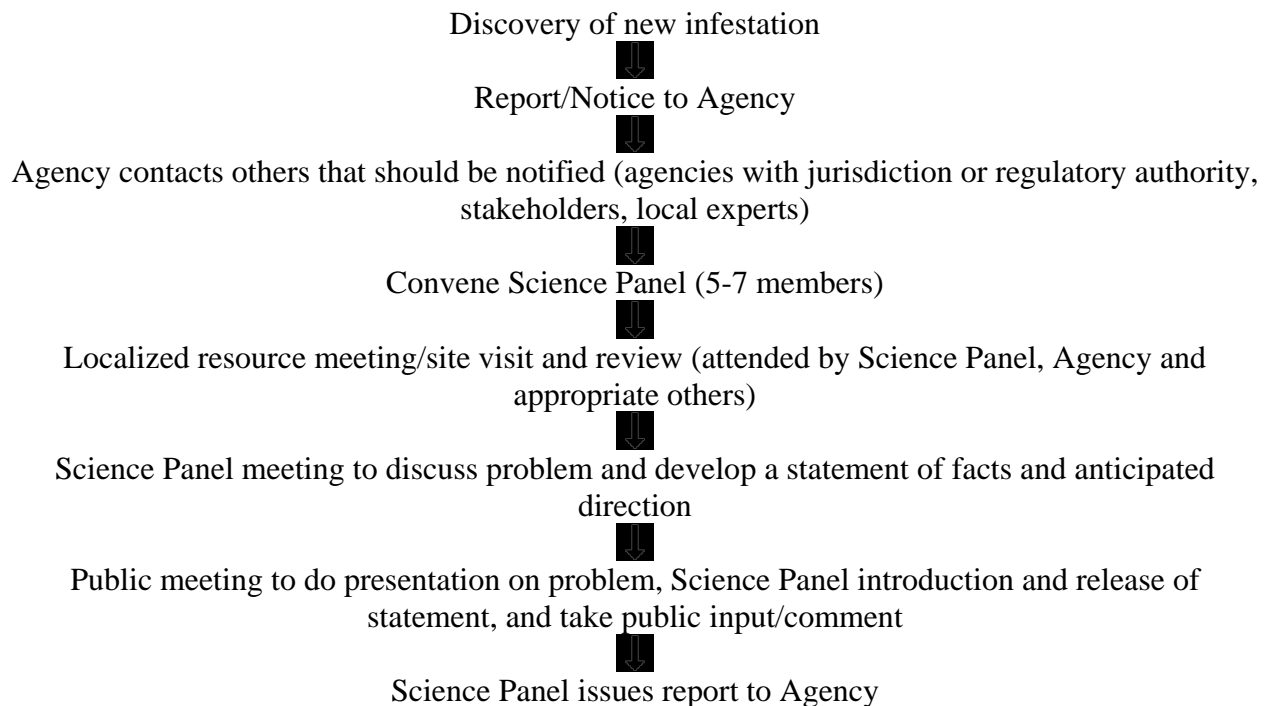 Discovery of new infestation
Report/Notice to Agency
Agency contacts others that should be notified (agencies with jurisdiction or regulatory authority,
stakeholders, local experts)
Convene Science Panel (5-7 members)
Localized resource meeting/site visit and review (attended by Science Panel, Agency and
appropriate others)
Science Panel meeting to discuss problem and develop a statement of facts and anticipated
direction
Public meeting to do presentation on problem, Science Panel introduction and release of
statement, and take public input/comment
Science Panel issues report to Agency